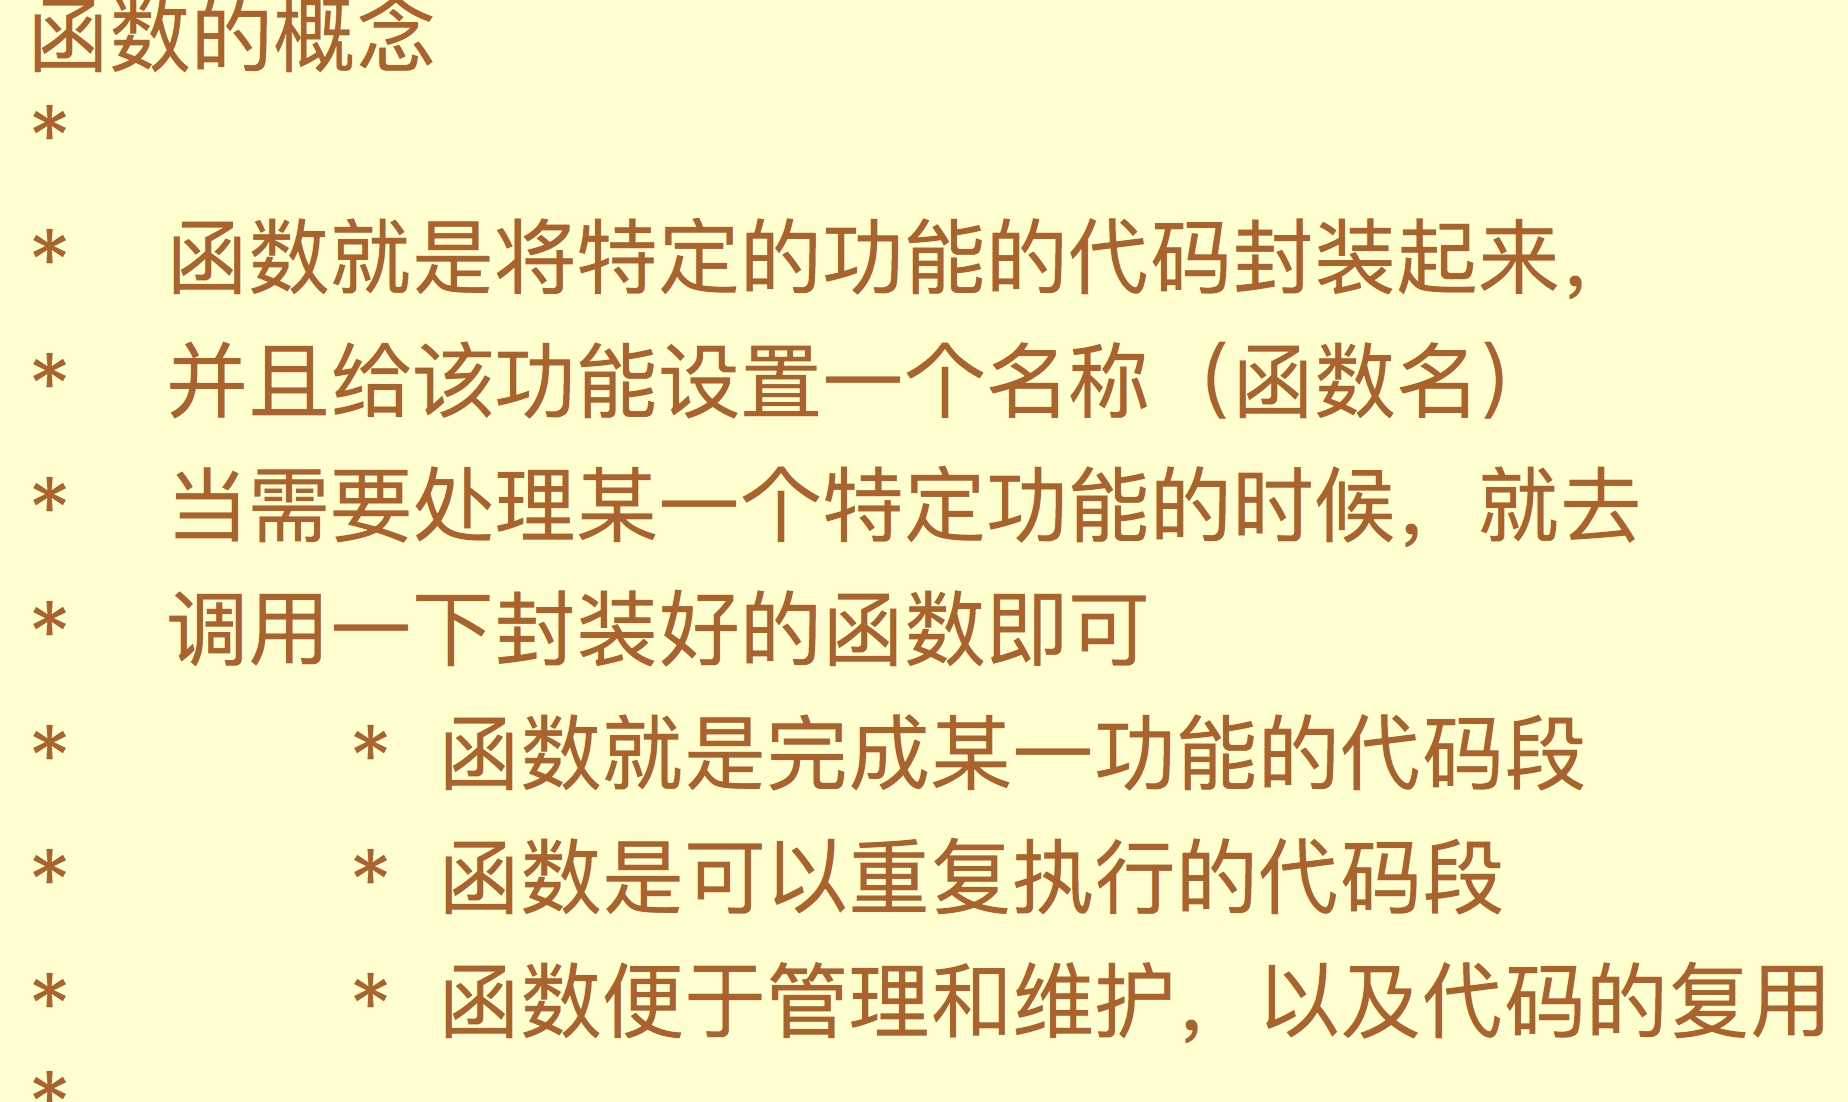 函数的概念
*
* 函数就是将特定的功能的代码封装起来，
* 并且给该功能设置一个名称（函数名）
* 当需要处理某一个特定功能的时候，就去
* 调用一下封装好的函数即可
* * 函数就是完成某一功能的代码段
* * 函数是可以重复执行的代码段
* * 函数便于管理和维护，以及代码的复用
*